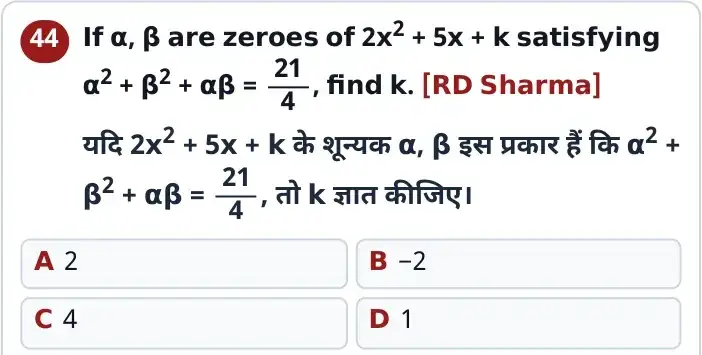 44 If α, β are zeroes of 2x² + 5x + k satisfying
α² + β² + αβ = 21/4, find k. [RD Sharma]
यदि 2x² + 5x + k के शून्यक α, β इस प्रकार हैं कि α² +
β² + αβ = 21/4, तो k ज्ञात कीजिए।
A 2
B −2
C 4
D 1